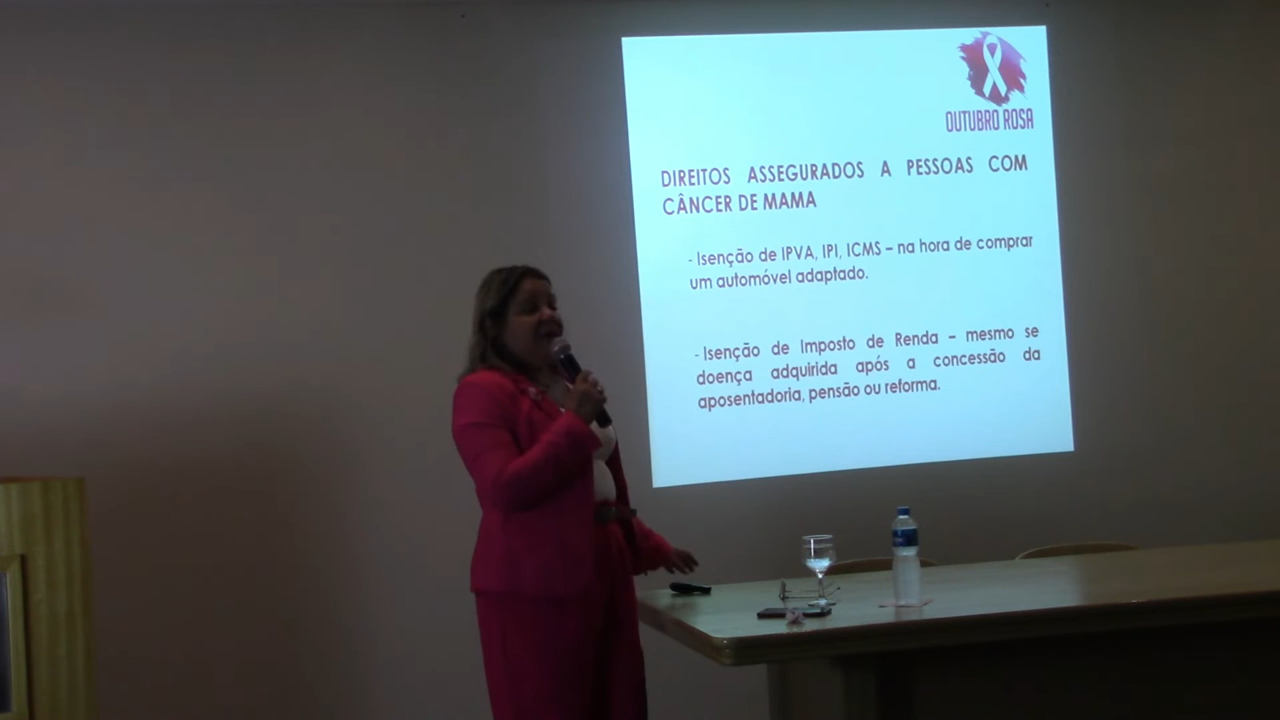 OUTUBRO ROSA
DIREITOS ASSEGURADOS A PESSOAS COM
CÂNCER DE MAMA
- Isenção de IPVA, IPI, ICMS – na hora de comprar
um automóvel adaptado.
- Isenção de Imposto de Renda – mesmo se
doença adquirida após a concessão da
aposentadoria, pensão ou reforma.